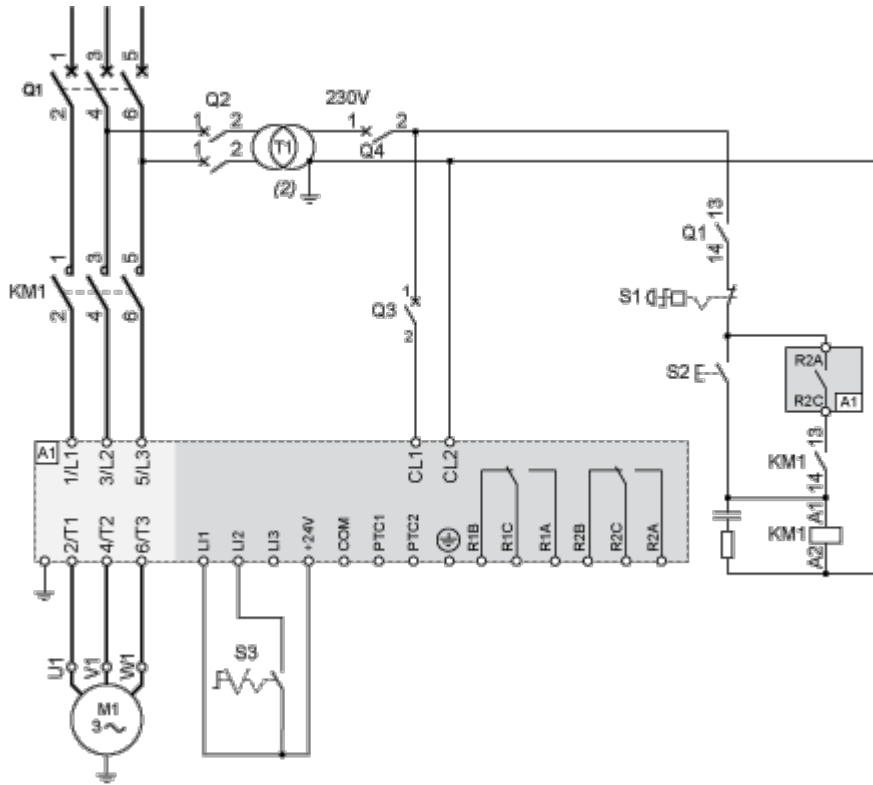 1 3 5
Q1
2 4 6
Q2
1 2
1 2
T1
(2)
230V
1 2
Q4
13
Q1
14
1 3 5
KM1
2 4 6
1
Q3
2
S1
S2
R2A
R2C
A1
13
KM1
14
A1
KM1
A2
A1
1/L1 3/L2 5/L3
CL1 CL2
2/T1 4/T2 6/T3
LI1 LI2 LI3 +24V COM PTC1 PTC2 R1B R1C R1A R2B R2C R2A
S3
U1 V1 W1
M1
3